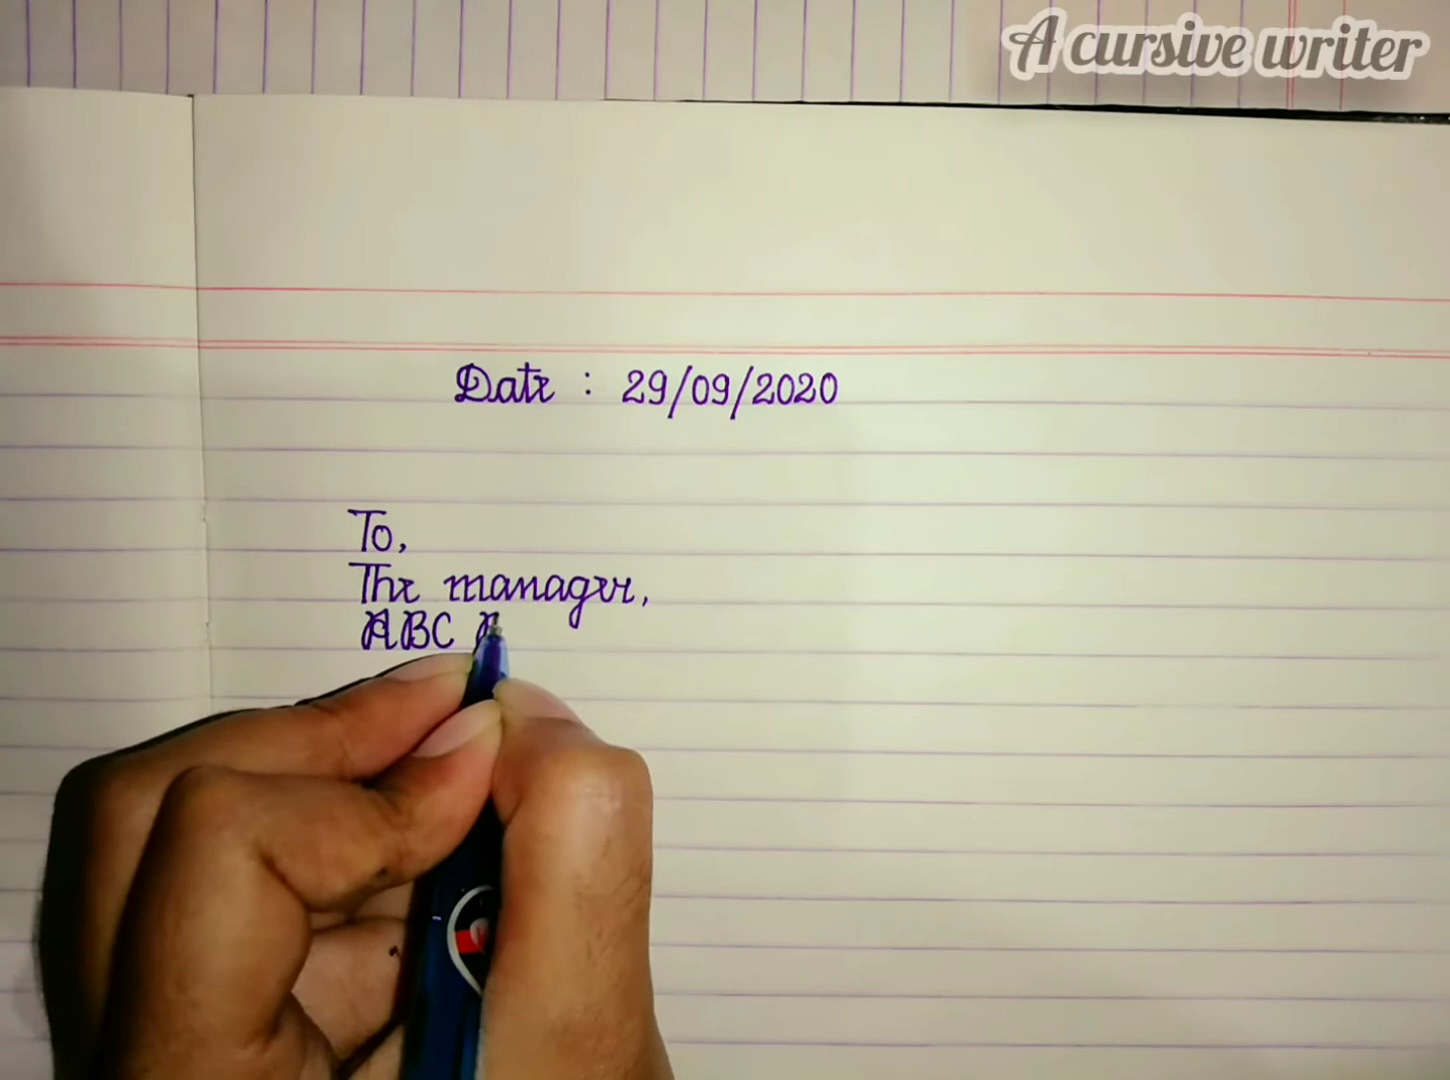 A cursive writer
Date : 29/09/2020
To,
The manager,
ABC